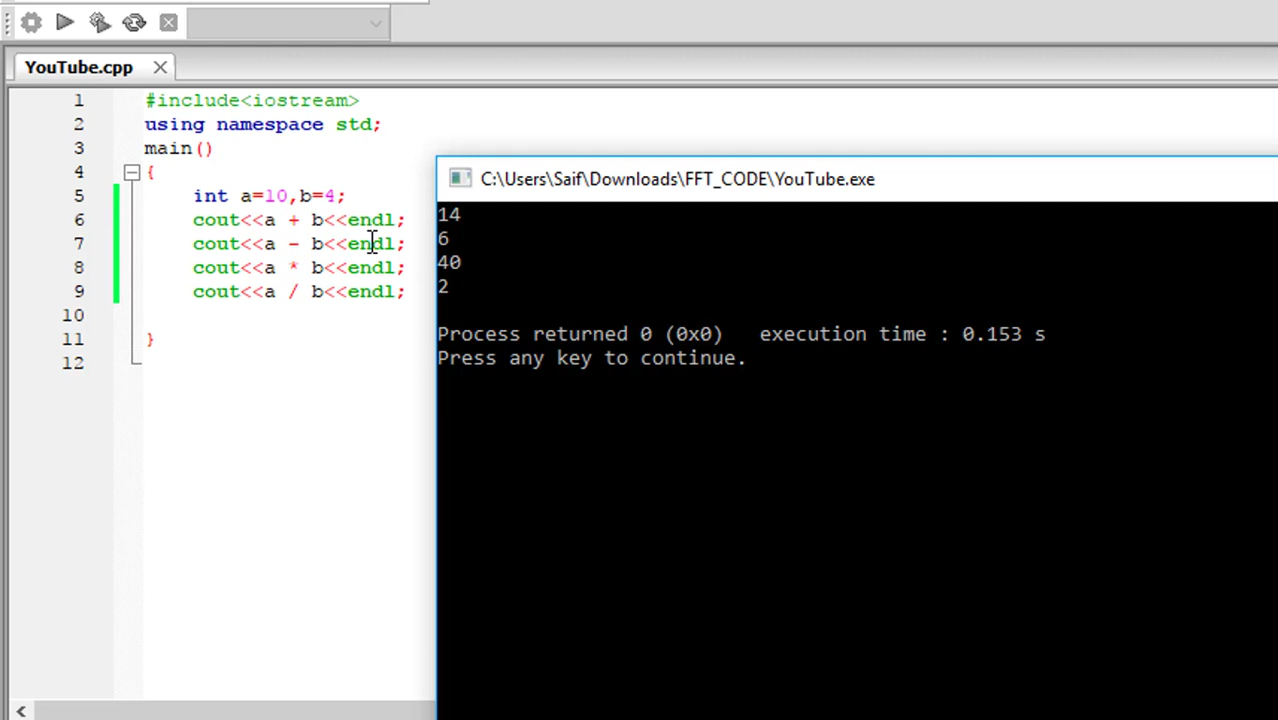 YouTube.cpp
1 #include<iostream>
2 using namespace std;
3 main()
4 {
5 int a=10,b=4;
6 cout<<a + b<<endl;
7 cout<<a - b<<endl;
8 cout<<a * b<<endl;
9 cout<<a / b<<endl;
10
11 }
12
C:\Users\Saif\Downloads\FFT_CODE\YouTube.exe
14
6
40
2
Process returned 0 (0x0) execution time : 0.153 s
Press any key to continue.